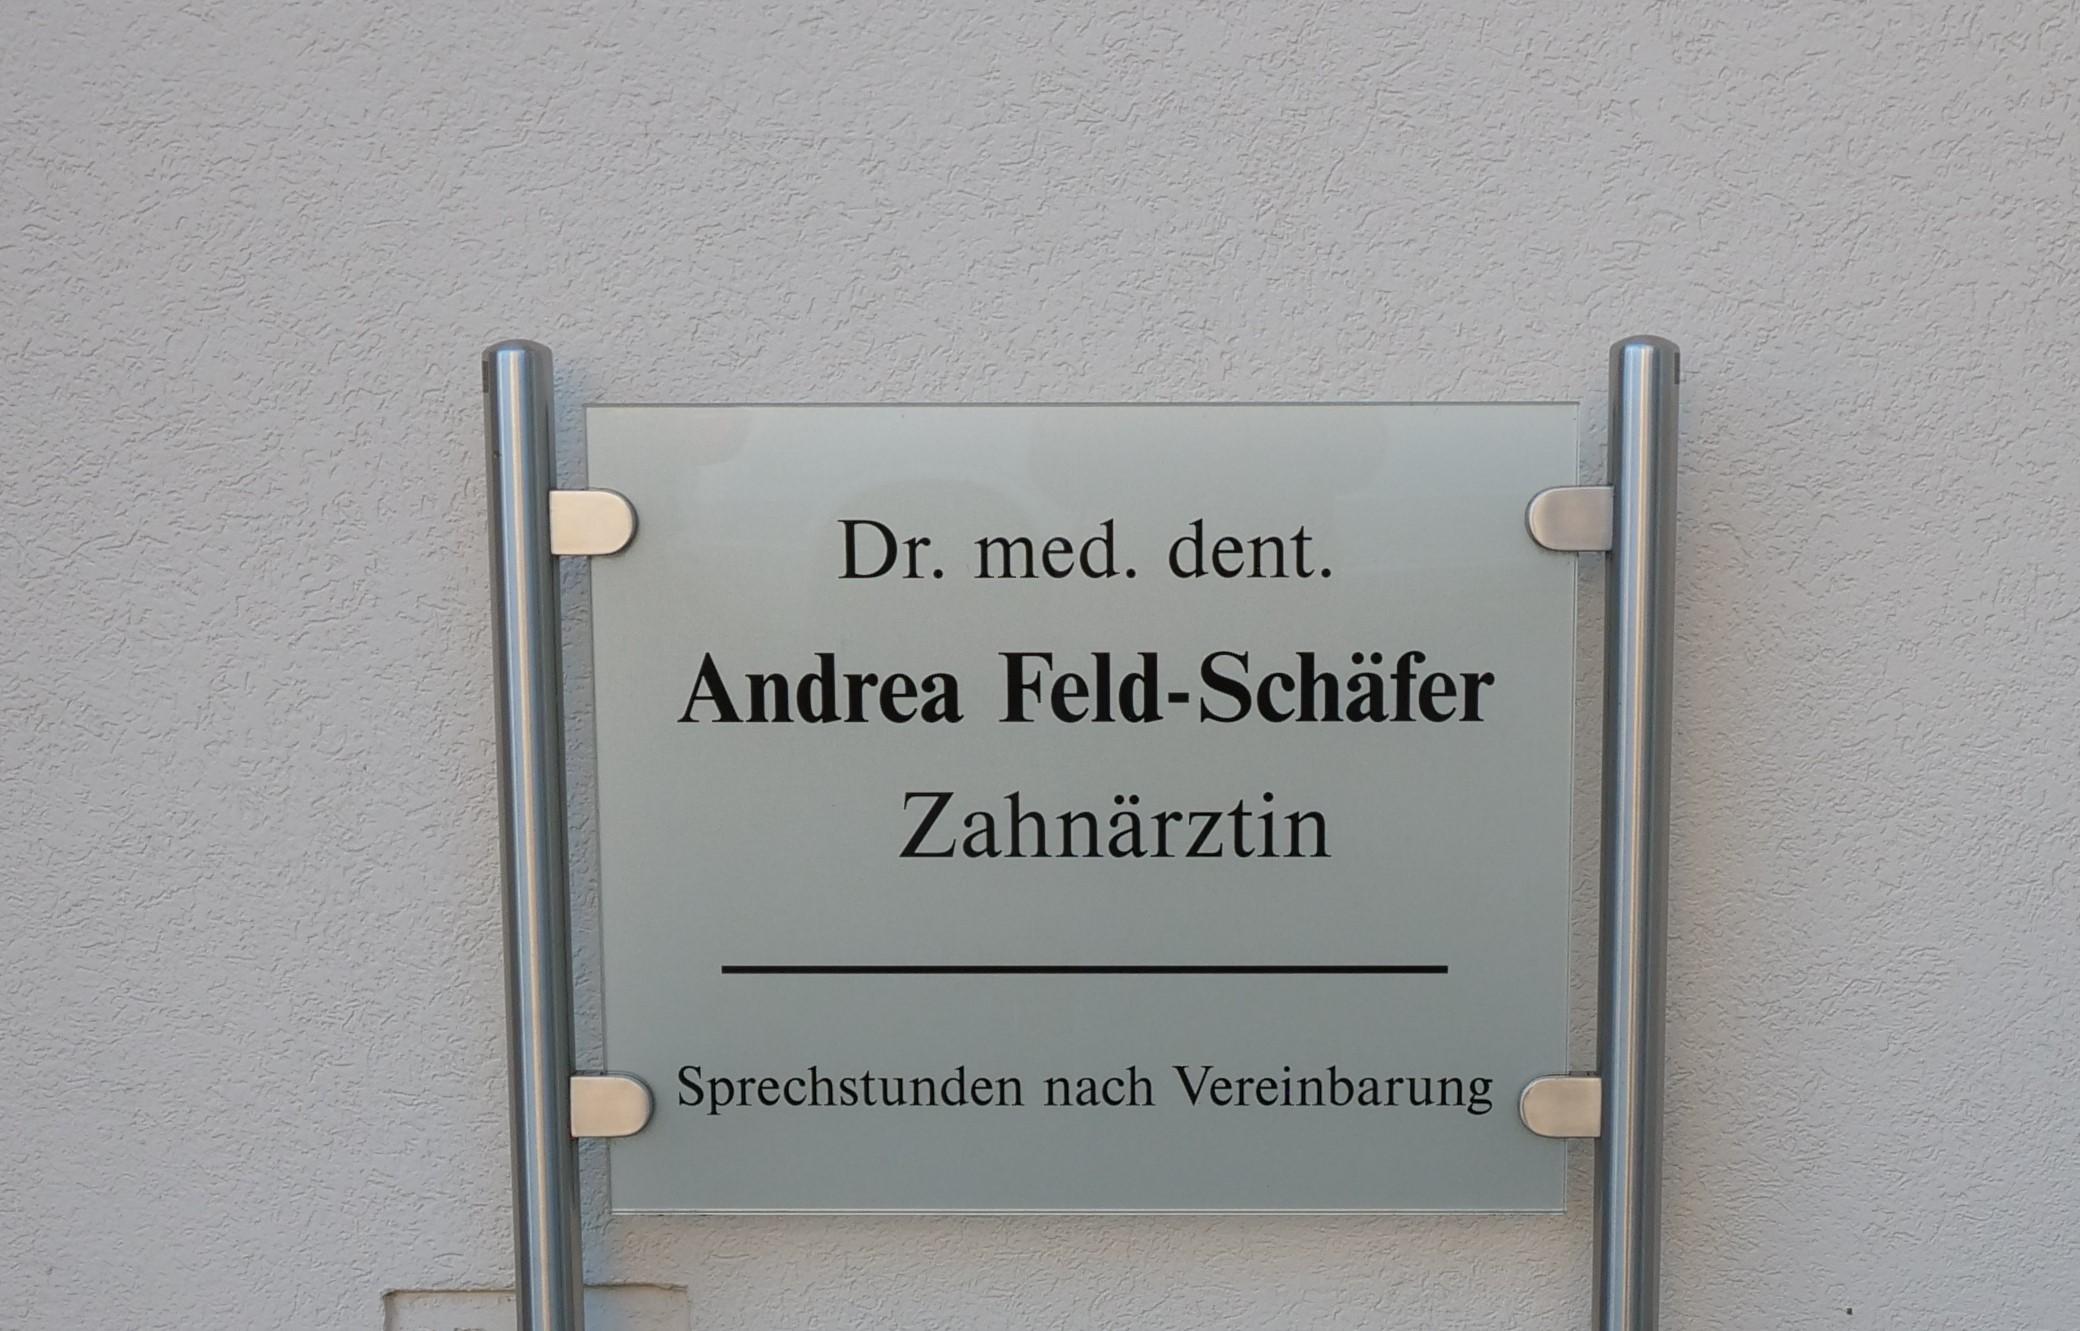 Dr. med. dent.
Andrea Feld-Schäfer
Zahnärztin
Sprechstunden nach Vereinbarung